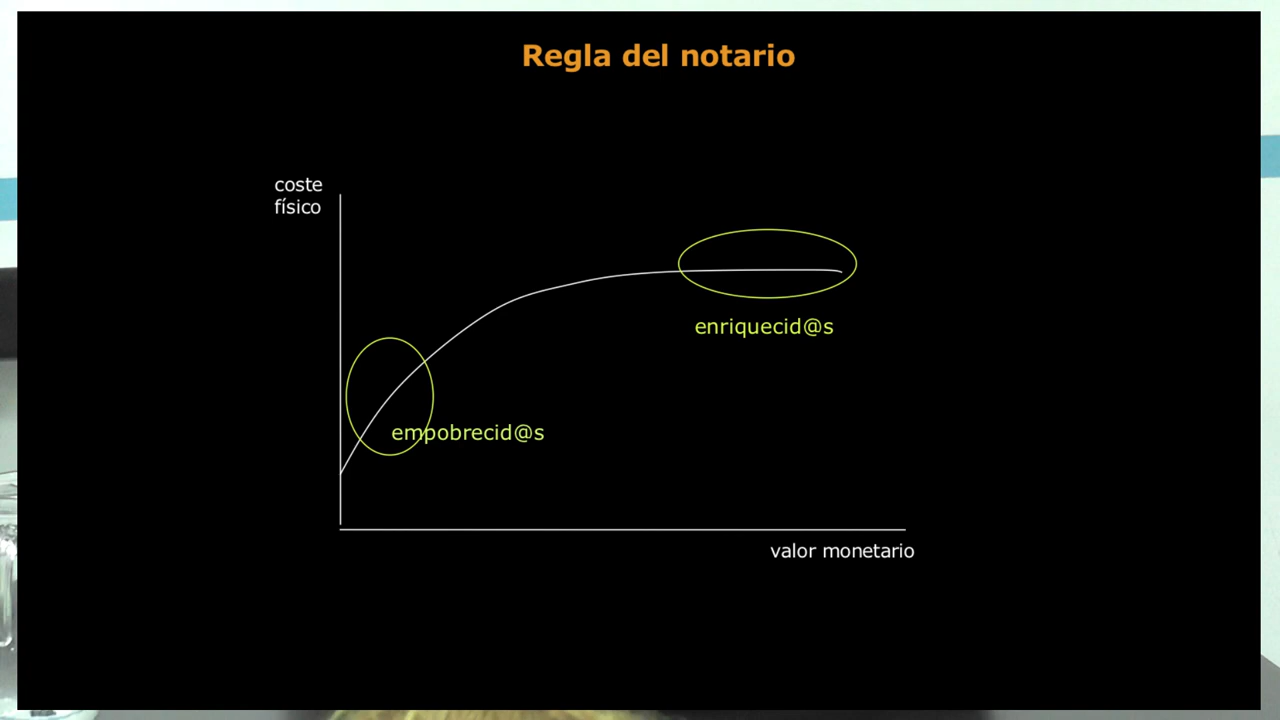 Regla del notario
coste
físico
enriquecid@s
empobrecid@s
valor monetario